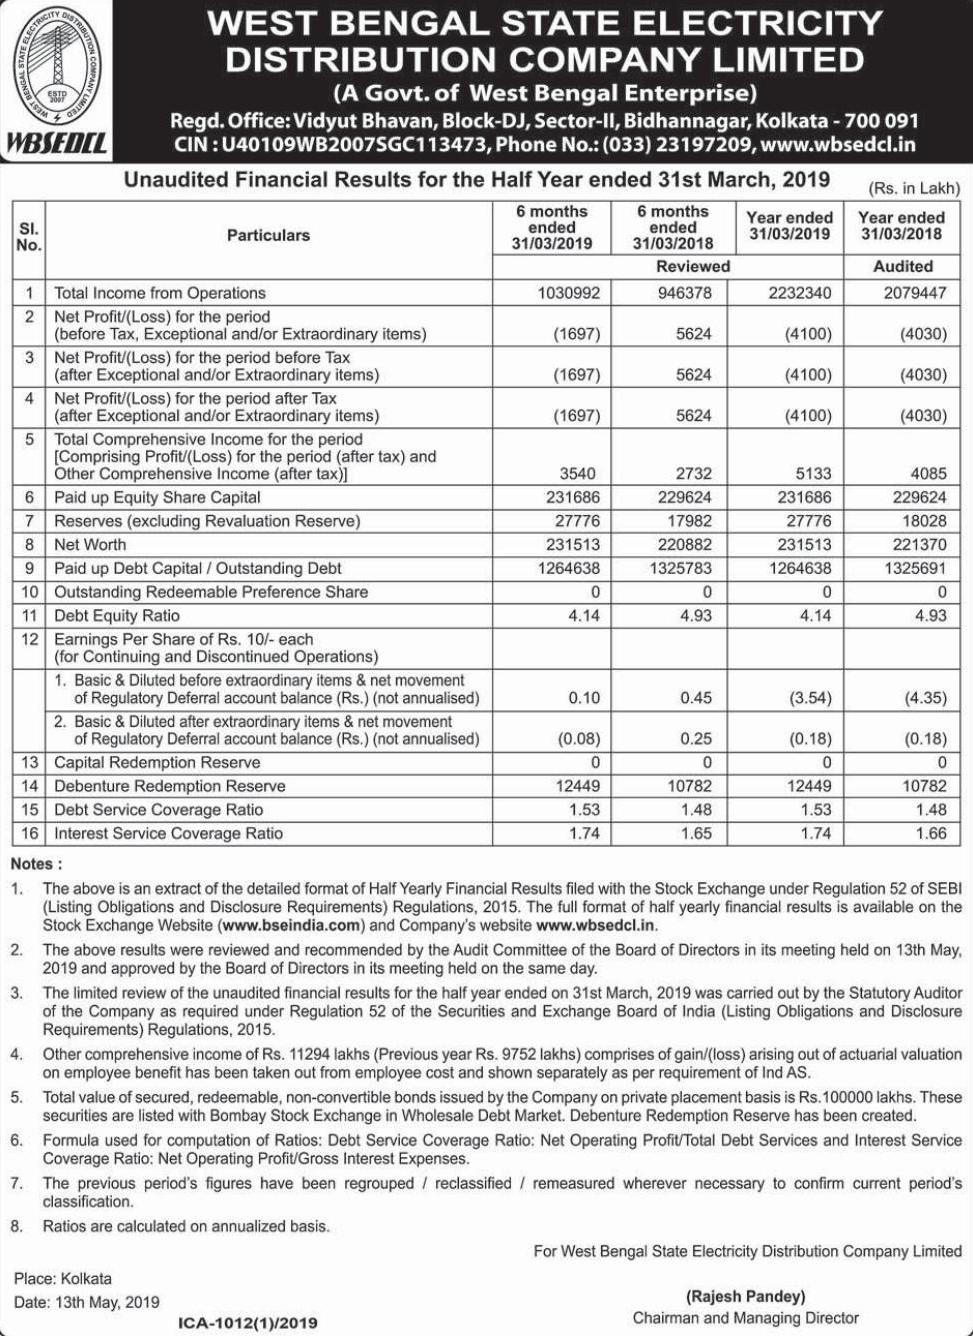 WEST BENGAL STATE ELECTRICITY DISTRIBUTION COMPANY LIMITED
ESTD
2007
WBSEDCL
WEST BENGAL STATE ELECTRICITY
DISTRIBUTION COMPANY LIMITED
(A Govt. of West Bengal Enterprise)
Regd. Office: Vidyut Bhavan, Block-DJ, Sector-II, Bidhannagar, Kolkata - 700 091
CIN : U40109WB2007SGC113473, Phone No.: (033) 23197209, www.wbsedcl.in
Unaudited Financial Results for the Half Year ended 31st March, 2019
(Rs. in Lakh)
Sl. No. Particulars 6 months ended 31/03/2019 6 months ended 31/03/2018 Year ended 31/03/2019 Year ended 31/03/2018
Reviewed Audited
1 Total Income from Operations 1030992 946378 2232340 2079447
2 Net Profit/(Loss) for the period
(before Tax, Exceptional and/or Extraordinary items) (1697) 5624 (4100) (4030)
3 Net Profit/(Loss) for the period before Tax
(after Exceptional and/or Extraordinary items) (1697) 5624 (4100) (4030)
4 Net Profit/(Loss) for the period after Tax
(after Exceptional and/or Extraordinary items) (1697) 5624 (4100) (4030)
5 Total Comprehensive Income for the period
[Comprising Profit/(Loss) for the period (after tax) and
Other Comprehensive Income (after tax)] 3540 2732 5133 4085
6 Paid up Equity Share Capital 231686 229624 231686 229624
7 Reserves (excluding Revaluation Reserve) 27776 17982 27776 18028
8 Net Worth 231513 220882 231513 221370
9 Paid up Debt Capital / Outstanding Debt 1264638 1325783 1264638 1325691
10 Outstanding Redeemable Preference Share 0 0 0 0
11 Debt Equity Ratio 4.14 4.93 4.14 4.93
12 Earnings Per Share of Rs. 10/- each
(for Continuing and Discontinued Operations)
1. Basic & Diluted before extraordinary items & net movement
of Regulatory Deferral account balance (Rs.) (not annualised) 0.10 0.45 (3.54) (4.35)
2. Basic & Diluted after extraordinary items & net movement
of Regulatory Deferral account balance (Rs.) (not annualised) (0.08) 0.25 (0.18) (0.18)
13 Capital Redemption Reserve 0 0 0 0
14 Debenture Redemption Reserve 12449 10782 12449 10782
15 Debt Service Coverage Ratio 1.53 1.48 1.53 1.48
16 Interest Service Coverage Ratio 1.74 1.65 1.74 1.66
Notes :
1. The above is an extract of the detailed format of Half Yearly Financial Results filed with the Stock Exchange under Regulation 52 of SEBI
(Listing Obligations and Disclosure Requirements) Regulations, 2015. The full format of half yearly financial results is available on the
Stock Exchange Website (www.bseindia.com) and Company's website www.wbsedcl.in.
2. The above results were reviewed and recommended by the Audit Committee of the Board of Directors in its meeting held on 13th May,
2019 and approved by the Board of Directors in its meeting held on the same day.
3. The limited review of the unaudited financial results for the half year ended on 31st March, 2019 was carried out by the Statutory Auditor
of the Company as required under Regulation 52 of the Securities and Exchange Board of India (Listing Obligations and Disclosure
Requirements) Regulations, 2015.
4. Other comprehensive income of Rs. 11294 lakhs (Previous year Rs. 9752 lakhs) comprises of gain/(loss) arising out of actuarial valuation
on employee benefit has been taken out from employee cost and shown separately as per requirement of Ind AS.
5. Total value of secured, redeemable, non-convertible bonds issued by the Company on private placement basis is Rs.100000 lakhs. These
securities are listed with Bombay Stock Exchange in Wholesale Debt Market. Debenture Redemption Reserve has been created.
6. Formula used for computation of Ratios: Debt Service Coverage Ratio: Net Operating Profit/Total Debt Services and Interest Service
Coverage Ratio: Net Operating Profit/Gross Interest Expenses.
7. The previous period's figures have been regrouped / reclassified / remeasured wherever necessary to confirm current period's
classification.
8. Ratios are calculated on annualized basis.
For West Bengal State Electricity Distribution Company Limited
Place: Kolkata
Date: 13th May, 2019
(Rajesh Pandey)
Chairman and Managing Director
ICA-1012(1)/2019